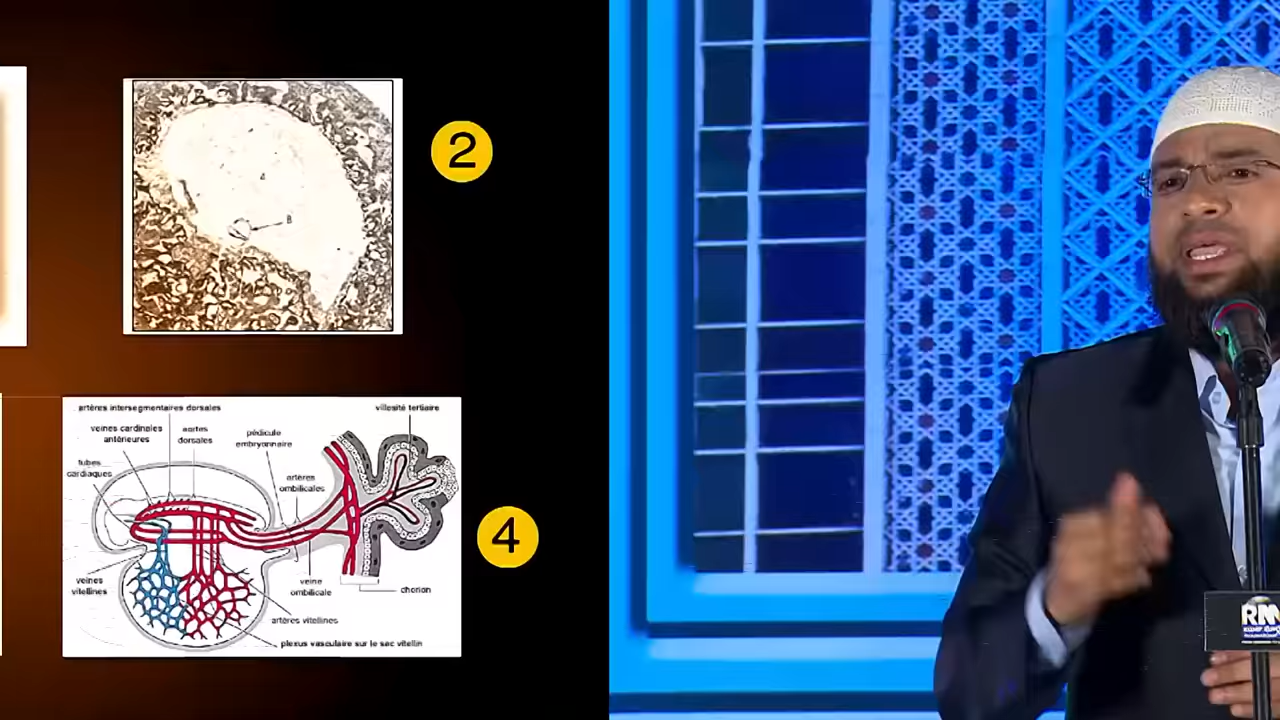 2
artères intersegmentaires dorsales
villosité tertiaire
veines cardinales
antérieures
aortes
dorsales
pédicule
embryonnaire
tubes
cardiaques
artères
ombilicales
4
veines
vitellines
veine
ombilicale
chorion
artères vitellines
plexus vasculaire sur le sac vitellin